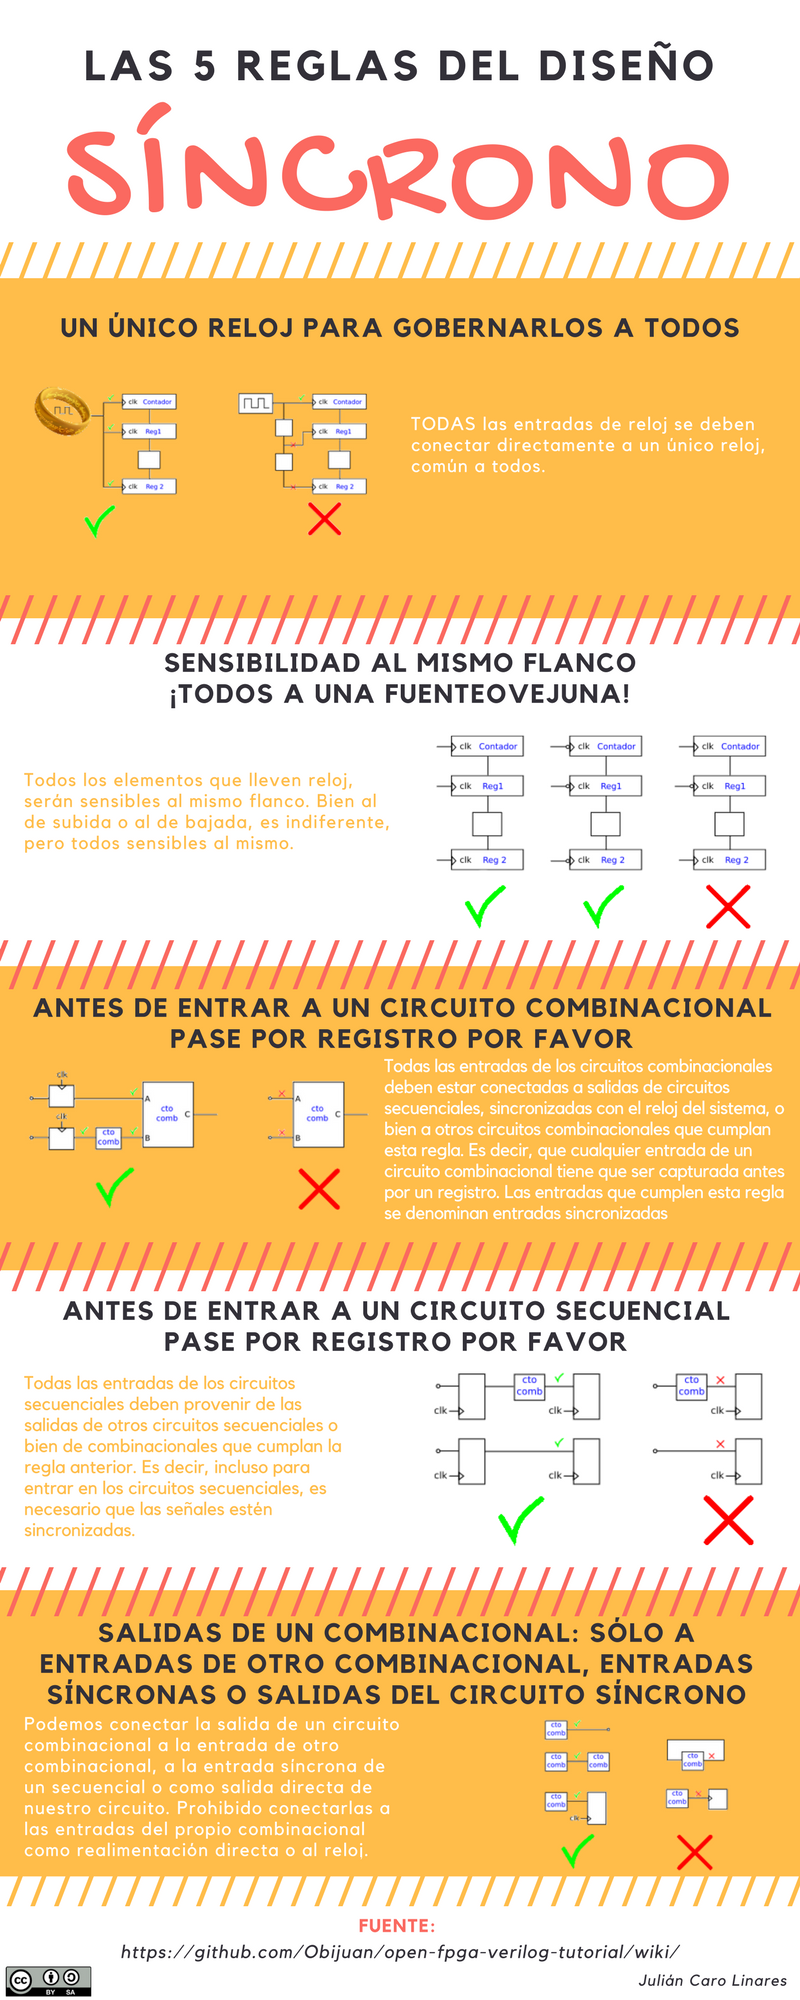 LAS 5 REGLAS DEL DISEÑO
SÍNCRONO
UN ÚNICO RELOJ PARA GOBERNARLOS A TODOS
clk Contador
clk Reg1
clk Reg 2
clk Contador
clk Reg1
clk Reg 2
TODAS las entradas de reloj se deben
conectar directamente a un único reloj,
común a todos.
SENSIBILIDAD AL MISMO FLANCO
¡TODOS A UNA FUENTEOVEJUNA!
Todos los elementos que lleven reloj,
serán sensibles al mismo flanco. Bien al
de subida o al de bajada, es indiferente,
pero todos sensibles al mismo.
clk Contador
clk Reg1
clk Reg 2
clk Contador
clk Reg1
clk Reg 2
clk Contador
clk Reg1
clk Reg 2
ANTES DE ENTRAR A UN CIRCUITO COMBINACIONAL
PASE POR REGISTRO POR FAVOR
clk
clk
cto
comb
A
B
cto
comb
C
A
B
cto
comb
C
Todas las entradas de los circuitos combinacionales
deben estar conectadas a salidas de circuitos
secuenciales, sincronizadas con el reloj del sistema, o
bien a otros circuitos combinacionales que cumplan
esta regla. Es decir, que cualquier entrada de un
circuito combinacional tiene que ser capturada antes
por un registro. Las entradas que cumplen esta regla
se denominan entradas sincronizadas
ANTES DE ENTRAR A UN CIRCUITO SECUENCIAL
PASE POR REGISTRO POR FAVOR
Todas las entradas de los circuitos
secuenciales deben provenir de las
salidas de otros circuitos secuenciales o
bien de combinacionales que cumplan la
regla anterior. Es decir, incluso para
entrar en los circuitos secuenciales, es
necesario que las señales estén
sincronizadas.
cto
comb
clk
clk
clk
clk
cto
comb
clk
clk
SALIDAS DE UN COMBINACIONAL: SÓLO A
ENTRADAS DE OTRO COMBINACIONAL, ENTRADAS
SÍNCRONAS O SALIDAS DEL CIRCUITO SÍNCRONO
Podemos conectar la salida de un circuito
combinacional a la entrada de otro
combinacional, a la entrada síncrona de
un secuencial o como salida directa de
nuestro circuito. Prohibido conectarlas a
las entradas del propio combinacional
como realimentación directa o al reloj.
cto
comb
cto
comb
cto
comb
cto
comb
clk
cto
comb
cto
comb
FUENTE:
https://github.com/Obijuan/open-fpga-verilog-tutorial/wiki/
Julián Caro Linares
cc
BY SA